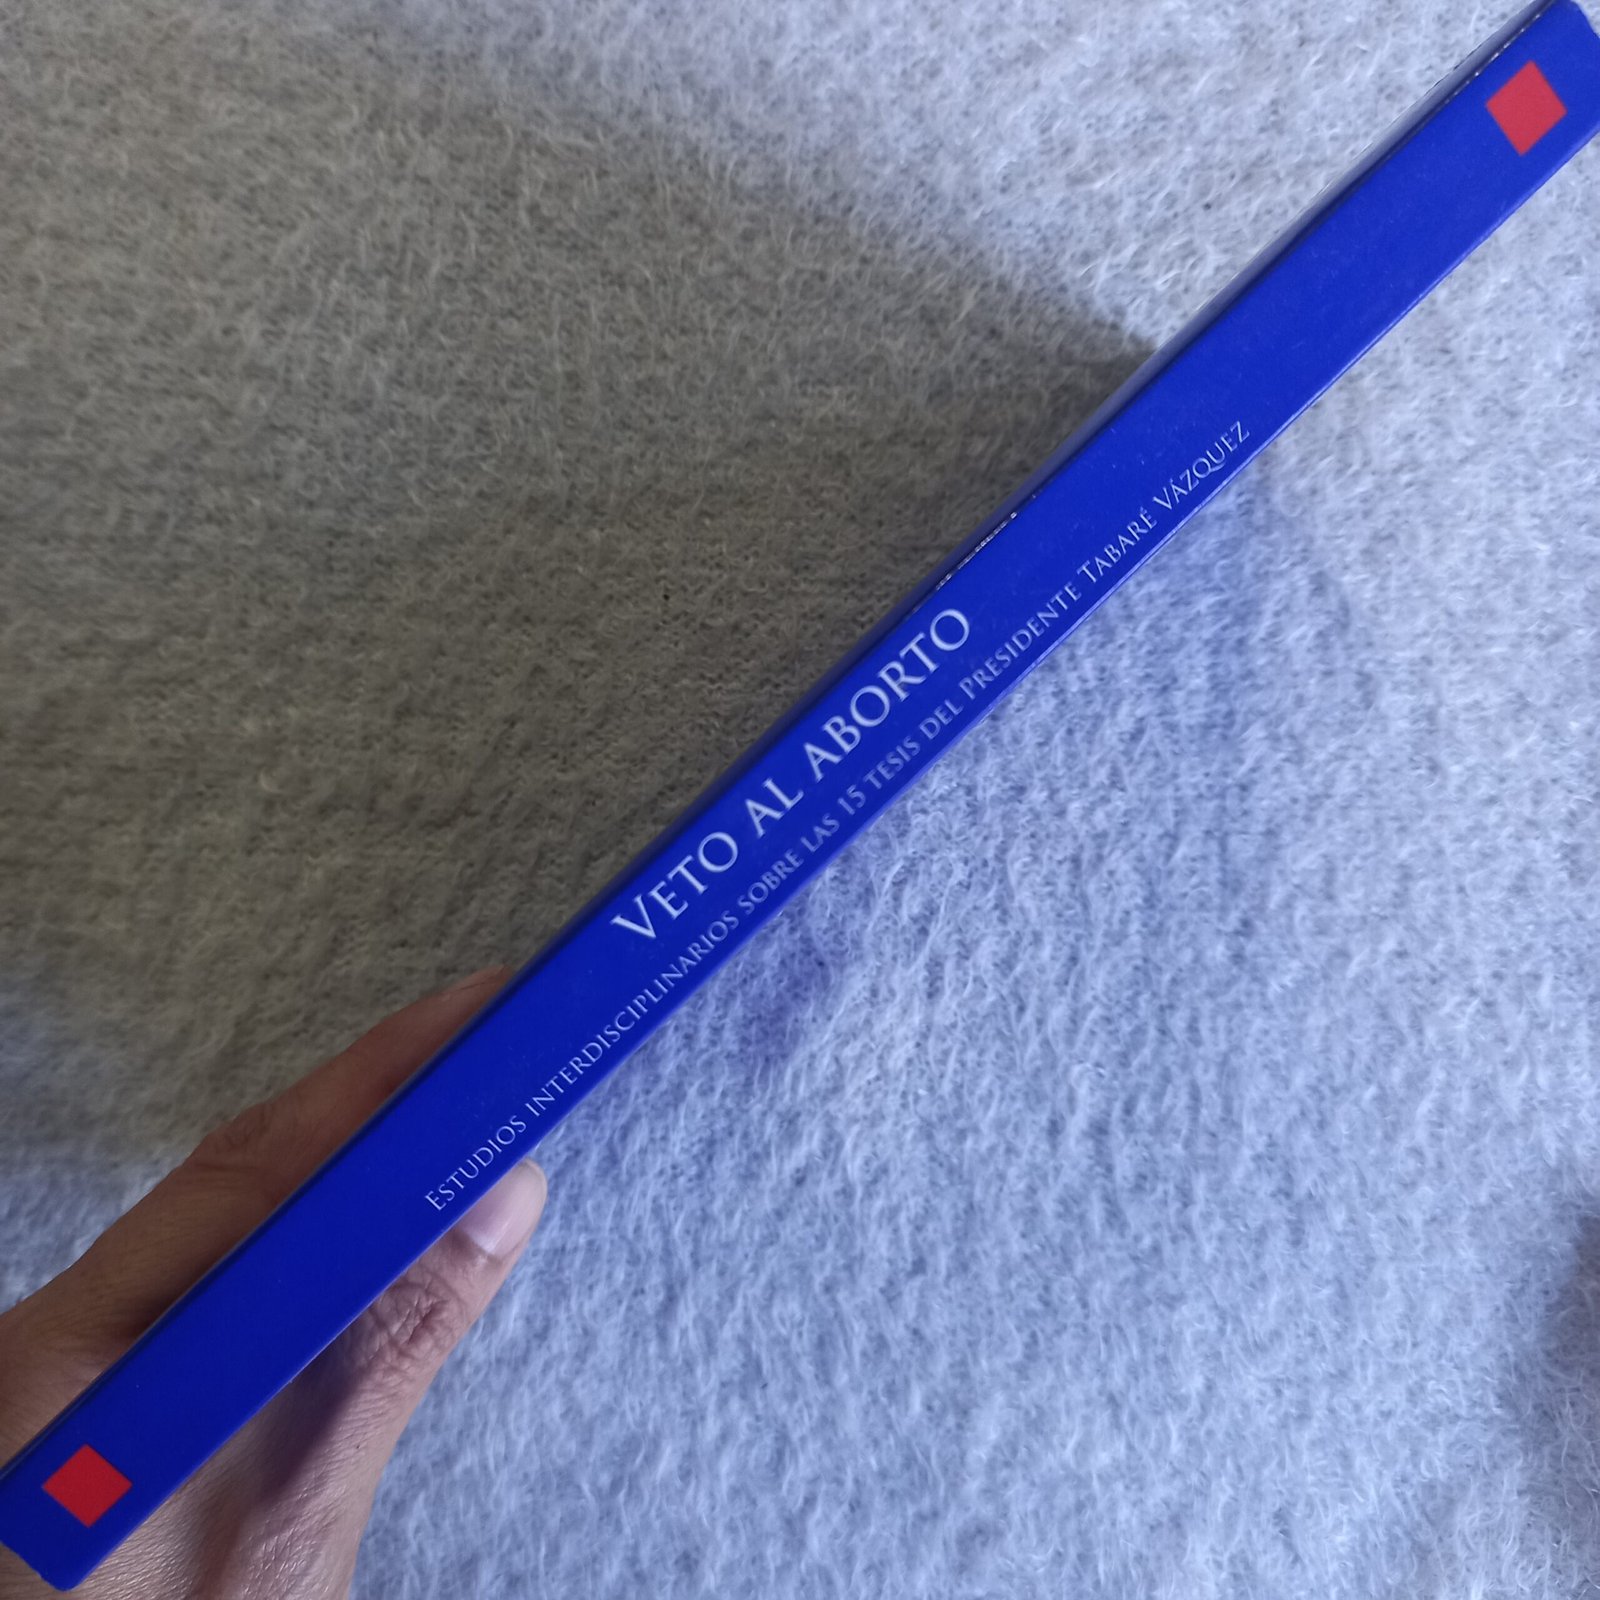 Veto al aborto
Estudios interdisciplinarios sobre las 15 tesis del Presidente Tabaré Vázquez